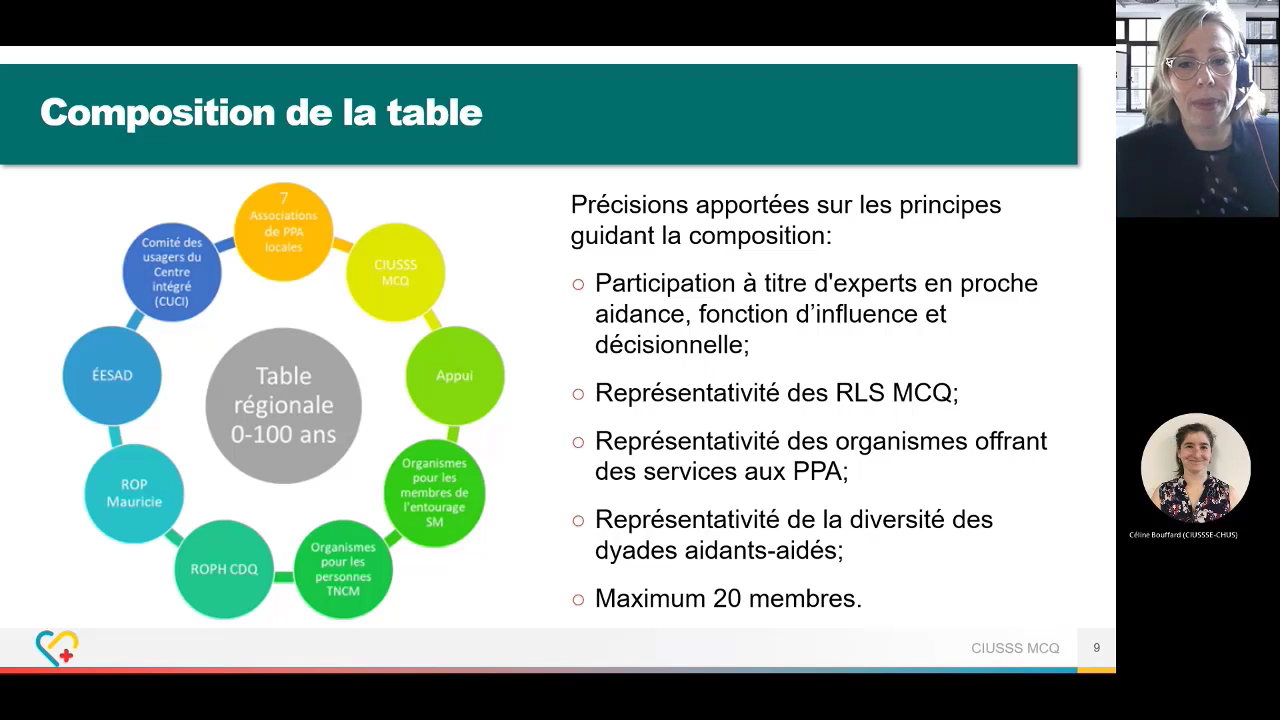 Composition de la table
7
Associations
de PPA
locales
CIUSSS
MCQ
Appui
Organismes
pour les
membres de
l'entourage
SM
Organismes
pour les
personnes
TNCM
ROPH CDQ
ROP
Mauricie
ÉESAD
Comité des
usagers du
Centre
intégré
(CUCI)
Table
régionale
0-100 ans
Précisions apportées sur les principes
guidant la composition:
○ Participation à titre d'experts en proche
aidance, fonction d’influence et
décisionnelle;
○ Représentativité des RLS MCQ;
○ Représentativité des organismes offrant
des services aux PPA;
○ Représentativité de la diversité des
dyades aidants-aidés;
○ Maximum 20 membres.
CIUSSS MCQ
9
Céline Bouffard (CIUSSSE-CHUS)